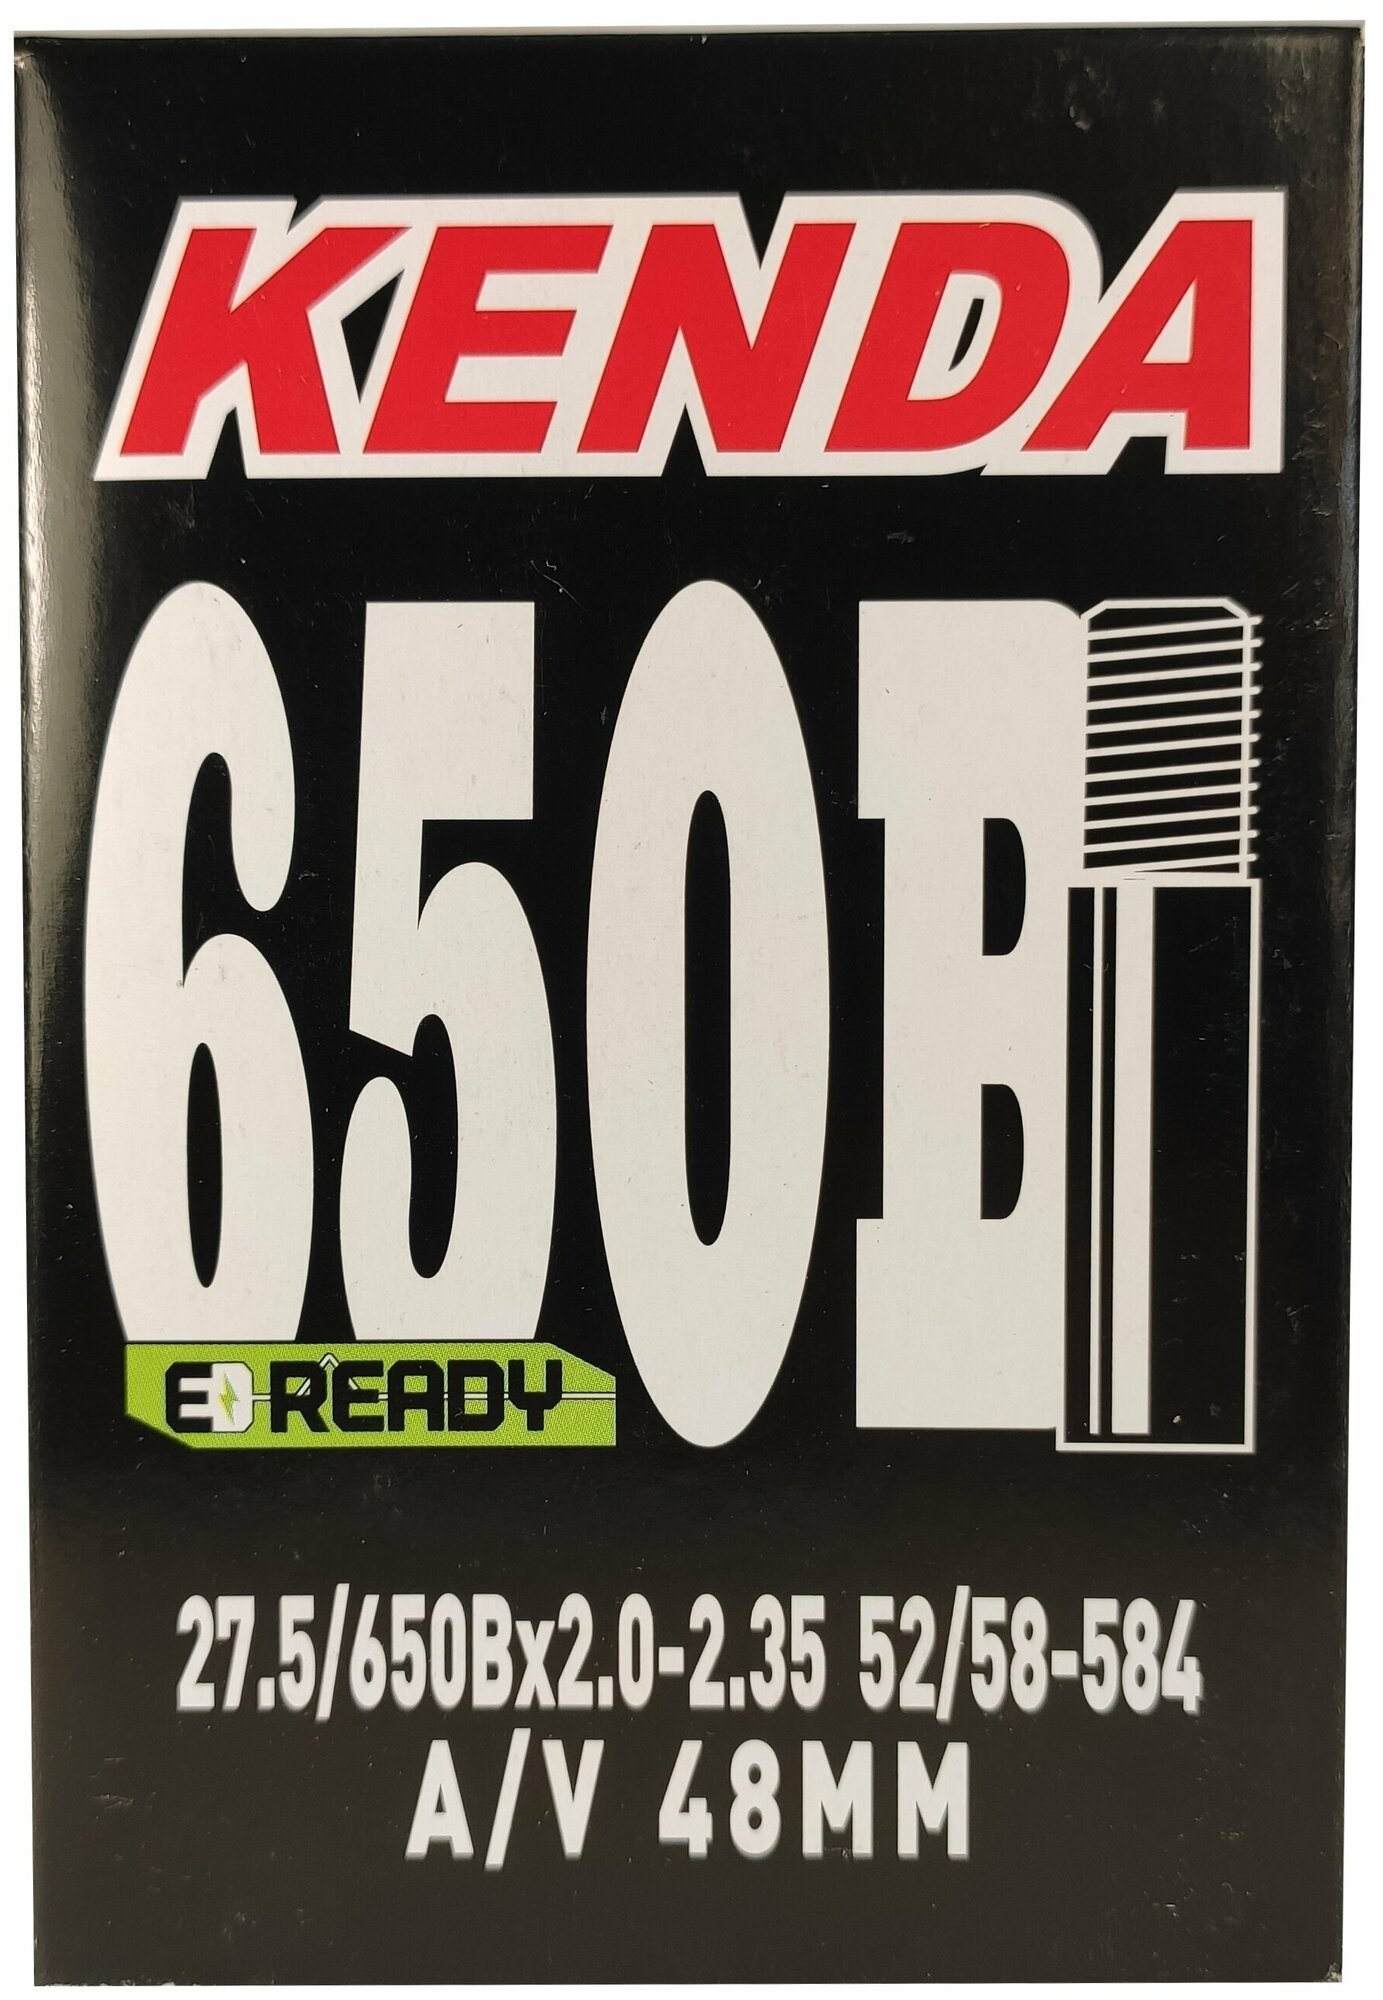 KENDA
650B
E READY
27.5/650Bx2.0-2.35 52/58-584
A/V 48MM